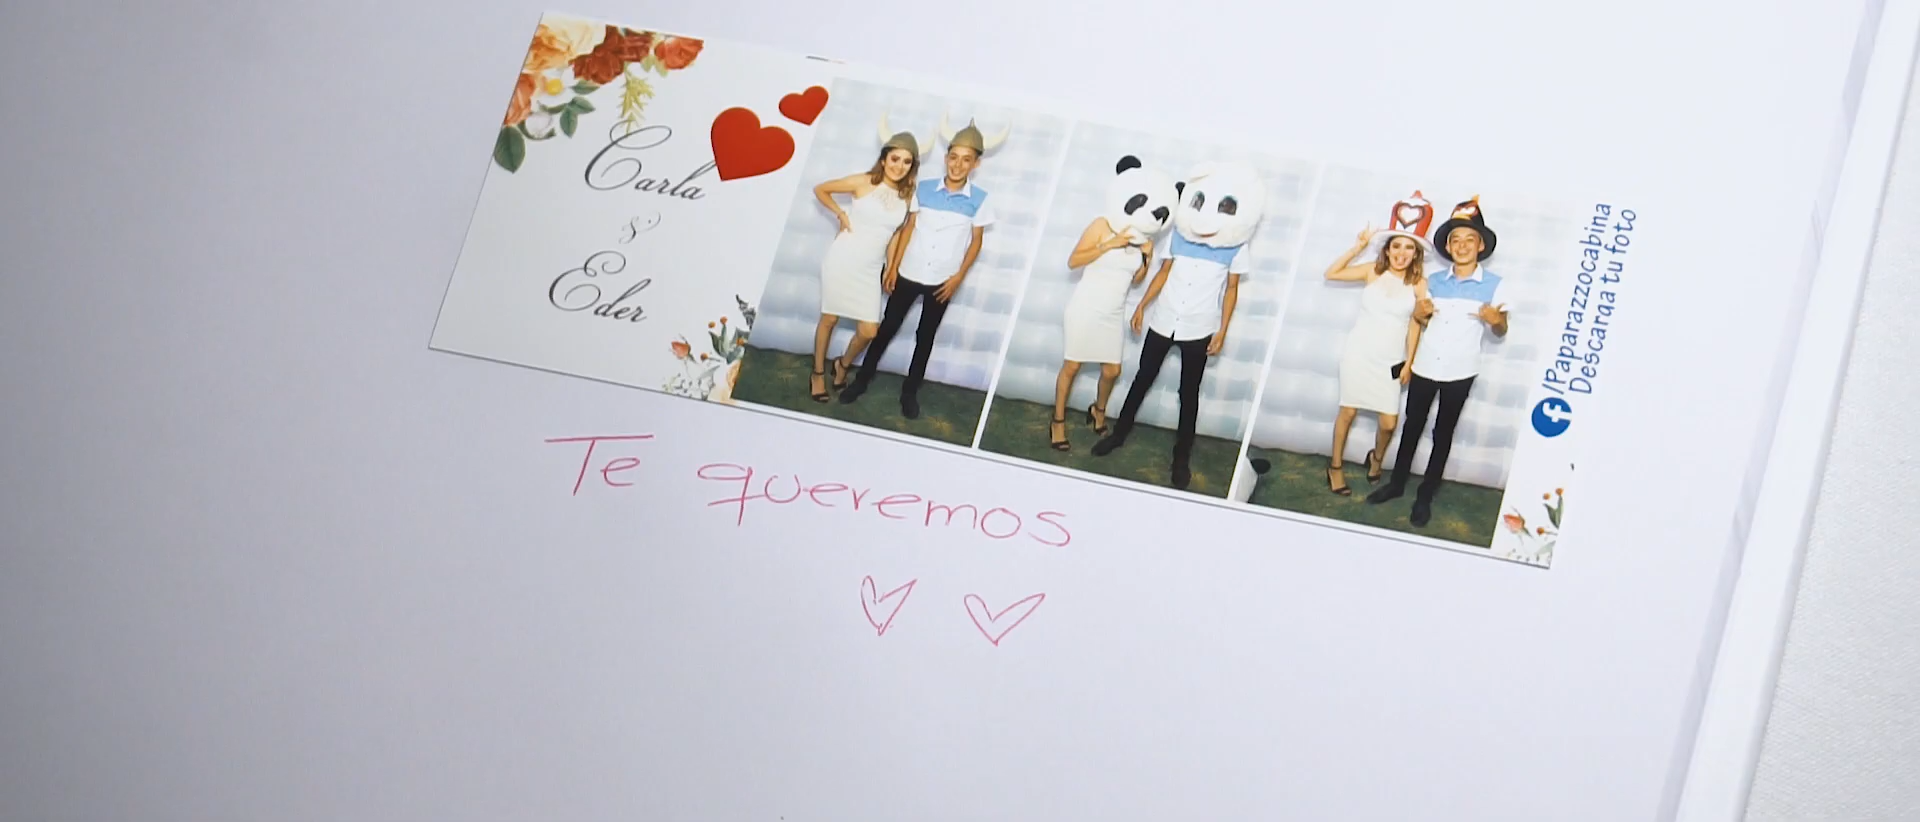 Carla
&
Eder
/Paparazzocabina
Descarga tu foto
Te queremos